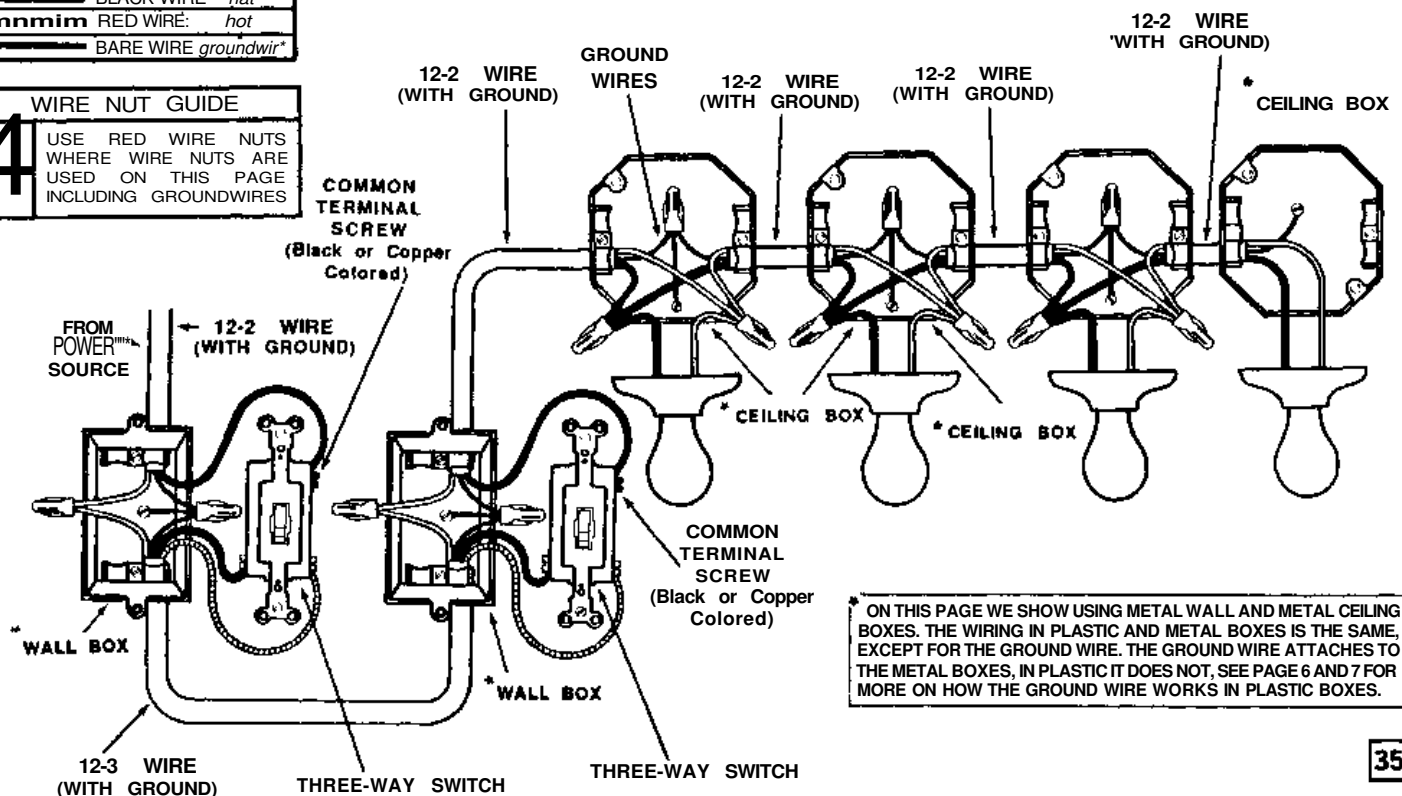 BLACK WIRE hat
mnmim RED WIRE: hot
BARE WIRE groundwir*
WIRE NUT GUIDE
4
USE RED WIRE NUTS
WHERE WIRE NUTS ARE
USED ON THIS PAGE
INCLUDING GROUNDWIRES
12-2 WIRE
(WITH GROUND)
GROUND
WIRES
12-2 WIRE
(WITH GROUND)
12-2 WIRE
(WITH GROUND)
12-2 WIRE
'WITH GROUND)
* CEILING BOX
COMMON
TERMINAL
SCREW
(Black or Copper
Colored)
FROM
POWER
SOURCE
12-2 WIRE
(WITH GROUND)
* CEILING BOX
* CEILING BOX
COMMON
TERMINAL
SCREW
(Black or Copper
Colored)
* WALL BOX
* WALL BOX
12-3 WIRE
(WITH GROUND)
THREE-WAY SWITCH
THREE-WAY SWITCH
* ON THIS PAGE WE SHOW USING METAL WALL AND METAL CEILING
BOXES. THE WIRING IN PLASTIC AND METAL BOXES IS THE SAME,
EXCEPT FOR THE GROUND WIRE. THE GROUND WIRE ATTACHES TO
THE METAL BOXES, IN PLASTIC IT DOES NOT, SEE PAGE 6 AND 7 FOR
MORE ON HOW THE GROUND WIRE WORKS IN PLASTIC BOXES.
35